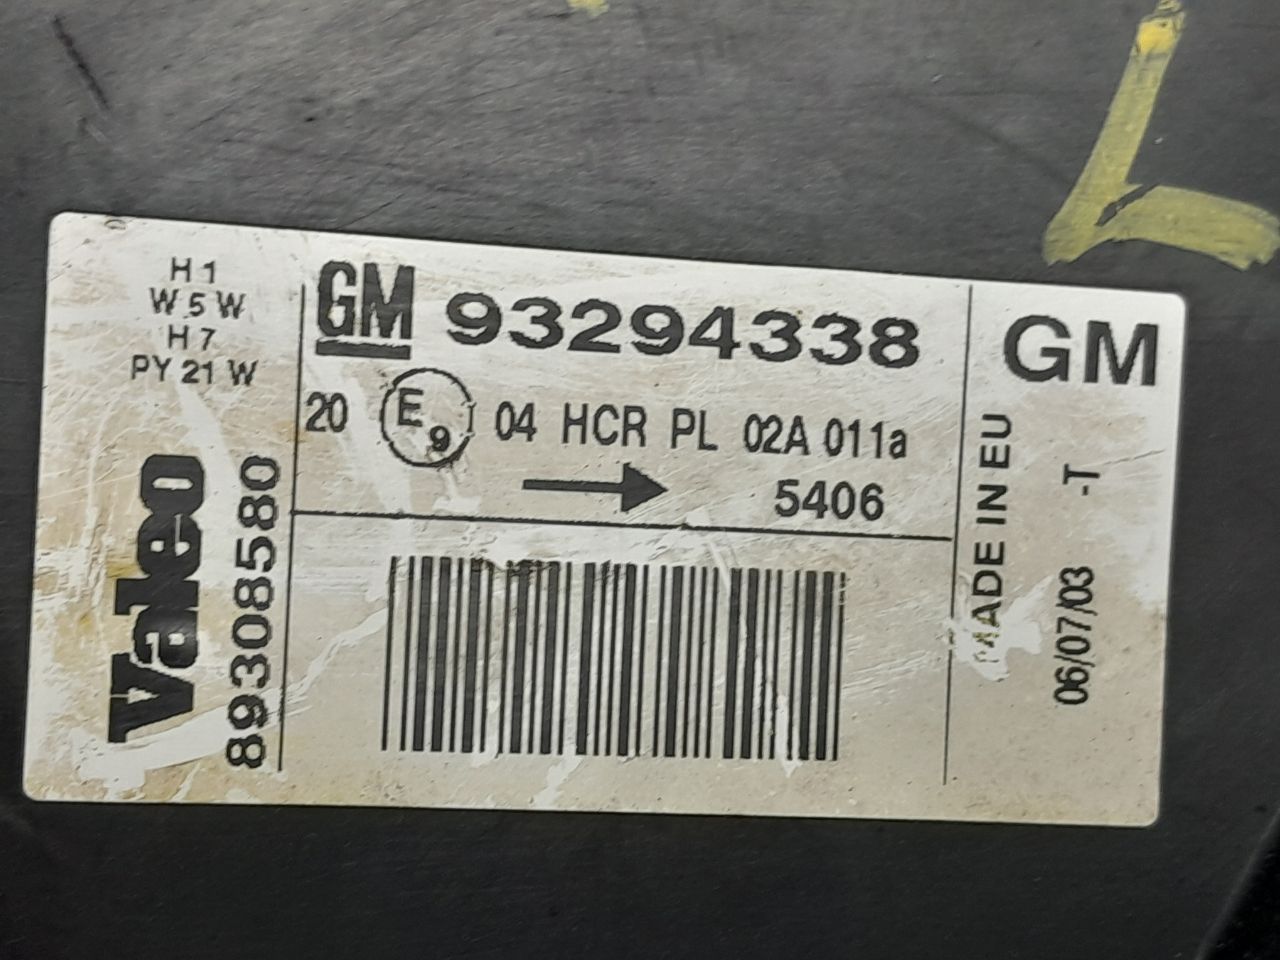 L
H 1
W 5 W
H 7
PY 21 W
Valeo
89308580
GM 93294338
20 E 9 04 HCR PL 02A 011a
5406
GM
MADE IN EU
06/07/03 -T